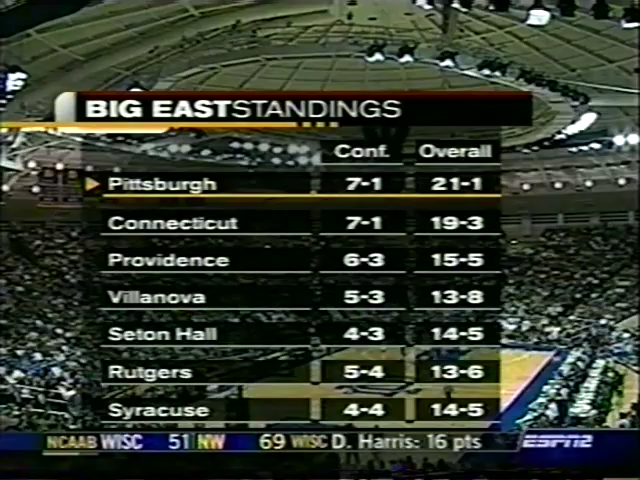 BIG EAST STANDINGS
Conf. Overall
Pittsburgh 7-1 21-1
Connecticut 7-1 19-3
Providence 6-3 15-5
Villanova 5-3 13-8
Seton Hall 4-3 14-5
Rutgers 5-4 13-6
Syracuse 4-4 14-5
NCAAB WISC 51 NW 69 WISC D. Harris: 16 pts ESPN2